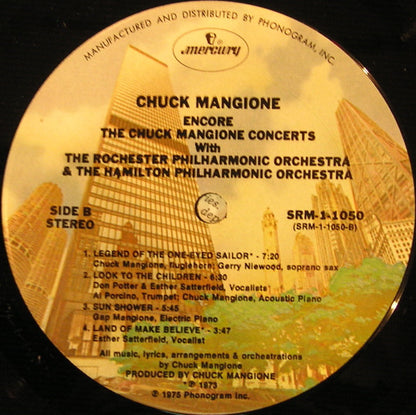 MANUFACTURED AND DISTRIBUTED BY PHONOGRAM, INC.
mercury
CHUCK MANGIONE
ENCORE
THE CHUCK MANGIONE CONCERTS
With
THE ROCHESTER PHILHARMONIC ORCHESTRA
& THE HAMILTON PHILHARMONIC ORCHESTRA
SIDE B
STEREO
SRM-1-1050
(SRM-1-1050-B)
1. LEGEND OF THE ONE-EYED SAILOR* - 7:20
Chuck Mangione, fluglehorn; Gerry Niewood, soprano sax
2. LOOK TO THE CHILDREN - 6:30
Don Potter & Esther Satterfield, Vocalists
Al Porcino, Trumpet; Chuck Mangione, Acoustic Piano
3. SUN SHOWER - 5:45
Gap Mangione, Electric Piano
4. LAND OF MAKE BELIEVE* - 3:47
Esther Satterfield, Vocalist
All music, lyrics, arrangements & orchestrations
by Chuck Mangione
PRODUCED BY CHUCK MANGIONE
*℗ 1973
℗ 1975 Phonogram Inc.